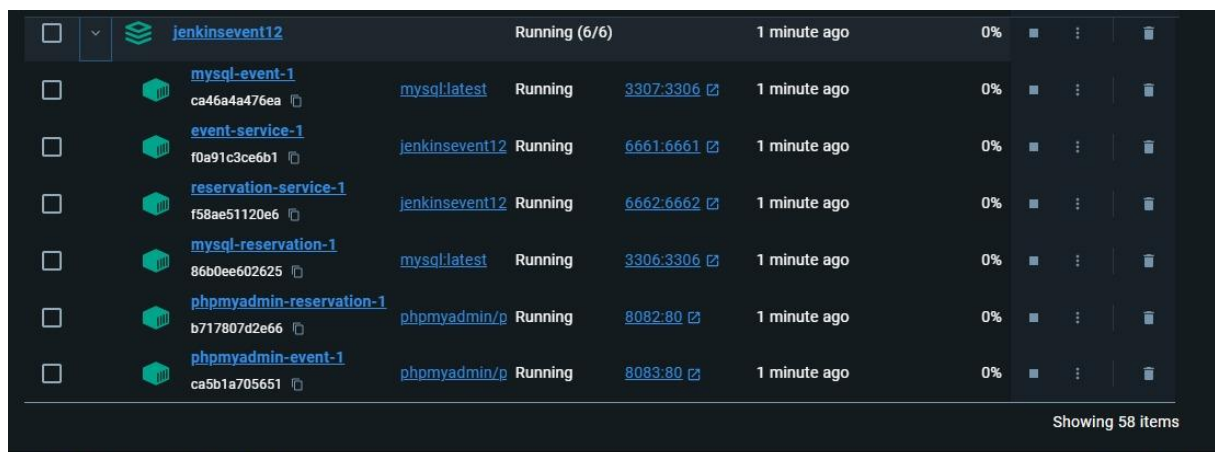 jenkinsevent12 Running (6/6) 1 minute ago 0%
mysql-event-1
ca46a4a476ea mysql:latest Running 3307:3306 1 minute ago 0%
event-service-1
f0a91c3ce6b1 jenkinsevent12 Running 6661:6661 1 minute ago 0%
reservation-service-1
f58ae51120e6 jenkinsevent12 Running 6662:6662 1 minute ago 0%
mysql-reservation-1
86b0ee602625 mysql:latest Running 3306:3306 1 minute ago 0%
phpmyadmin-reservation-1
b717807d2e66 phpmyadmin/p Running 8082:80 1 minute ago 0%
phpmyadmin-event-1
ca5b1a705651 phpmyadmin/p Running 8083:80 1 minute ago 0%
Showing 58 items